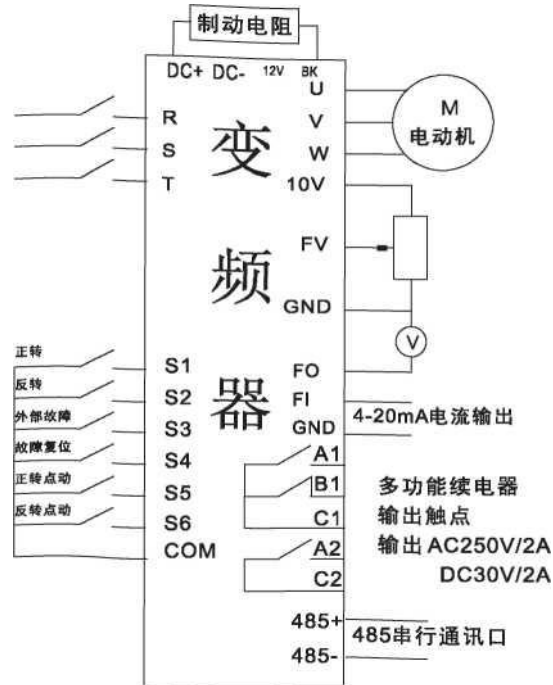 制动电阻
DC+ DC- 12V BK
U
M
R
V
电动机
S
W
T
10V
变频器
FV
GND
正转
S1
FO
V
反转
S2
FI
4-20mA电流输出
外部故障
S3
GND
故障复位
S4
A1
正转点动
S5
B1
多功能续电器
反转点动
S6
C1
输出触点
COM
A2
输出AC250V/2A
C2
DC30V/2A
485+
485串行通讯口
485-